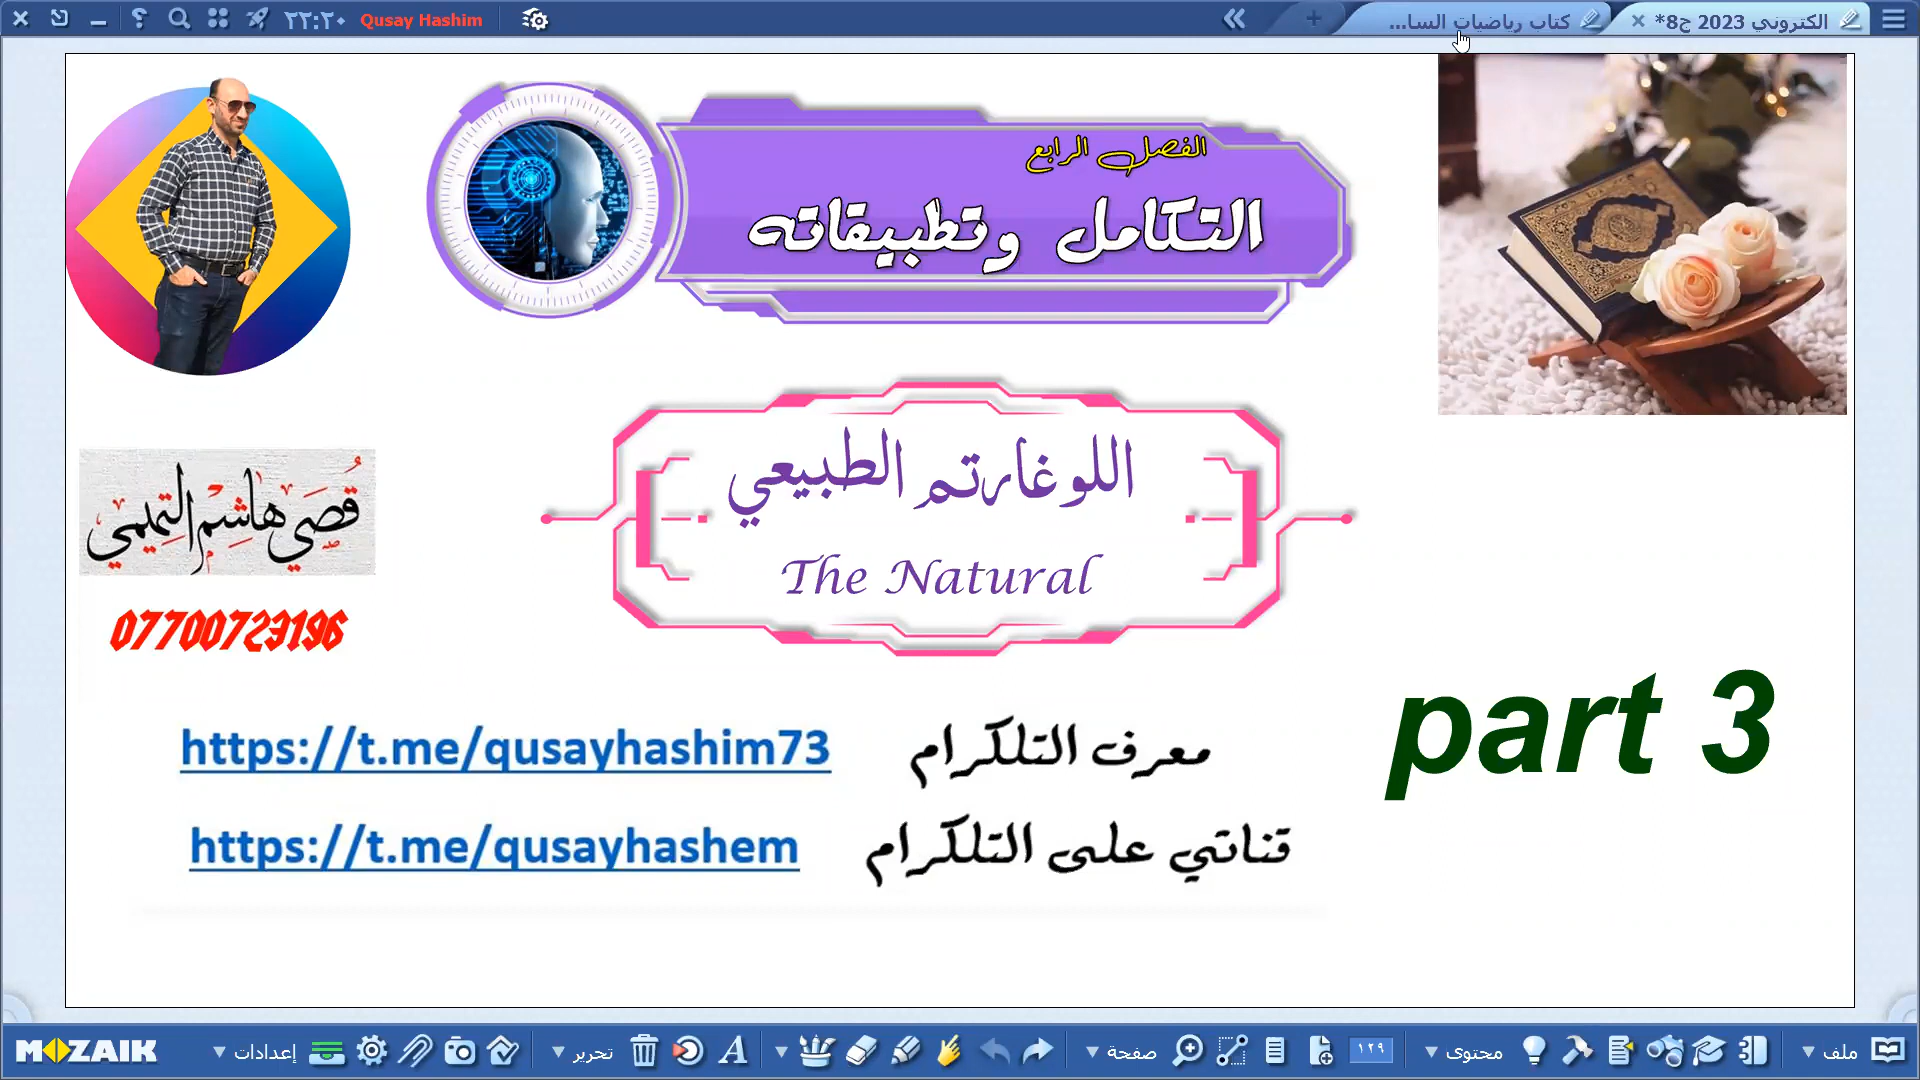 الكتروني 2023 ج8*
كتاب رياضيات السا...
Qusay Hashim
٢٢:٢٠
الفصل الرابع
التكامل وتطبيقاته
اللوغارتم الطبيعي
The Natural
قصي هاشم التميمي
07700723196
part 3
معرف التلكرام
https://t.me/qusayhashim73
قناتي على التلكرام
https://t.me/qusayhashem
ملف
محتوى
١٢٩
صفحة
تحرير
إعدادات
MOZAIK